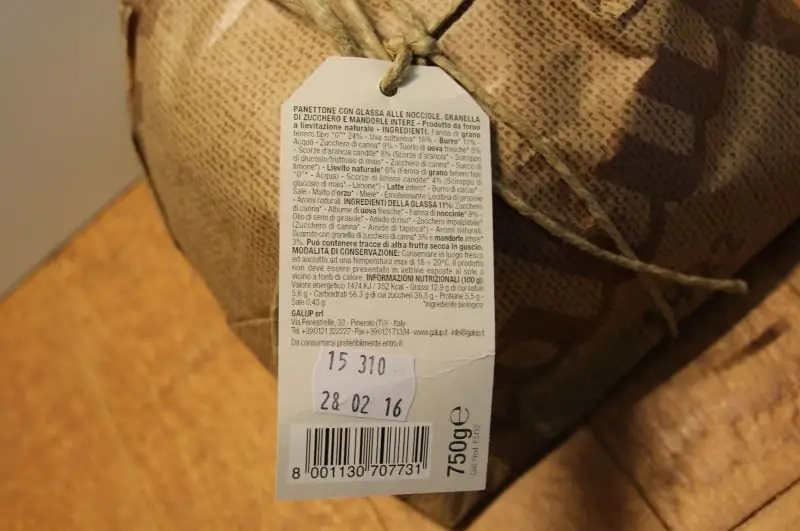 PANETTONE CON GLASSA ALLE NOCCIOLE, GRANELLA
DI ZUCCHERO E MANDORLE INTERE - Prodotto da forno
a lievitazione naturale - INGREDIENTI: Farina di grano
tenero tipo "0"* 24% - Uva sultanina* 16% - Burro* 11% -
Acqua - Zucchero di canna* 9% - Tuorlo di uova fresche* 8%
- Scorze d'arancia candite* 8% (Scorze d'arancia* - Sciroppo
di glucosio/fruttosio di mais* - Zucchero di canna* - Succo di
limone*) - Lievito naturale* 6% (Farina di grano tenero tipo
"0"* - Acqua) - Scorze di limone candite* 4% (Sciroppo di
glucosio di mais* - Limone*) - Latte intero* - Burro di cacao* -
Sale - Malto d'orzo* - Miele* - Emulsionante: Lecitina di girasole
- Aromi naturali. INGREDIENTI DELLA GLASSA 11%: Zucchero
di canna* - Albume di uova fresche* - Farina di nocciole* 9% -
Olio di semi di girasole* - Amido di riso* - Zucchero impalpabile*
(Zucchero di canna* - Amido di tapioca*) - Aromi naturali.
Guarnito con granella di zucchero di canna* 5% e mandorle intere*
3%. Può contenere tracce di altra frutta secca in guscio.
MODALITÀ DI CONSERVAZIONE: Conservare in luogo fresco
ed asciutto ad una temperatura max di 18 ÷ 20°C. Il prodotto
non deve essere presentato in vetrine esposte al sole o
vicino a fonti di calore. INFORMAZIONI NUTRIZIONALI (100 g):
Valore energetico 1474 KJ / 352 Kcal - Grassi 12,9 g di cui saturi
5,6 g - Carboidrati 56,3 g di cui zuccheri 36,5 g - Proteine 5,5 g -
Sale 0,45 g
*ingrediente biologico
GALUP srl
Via Fenestrelle, 32 - Pinerolo (TO) - Italy
Tel. +39 0121 322227 - Fax +39 0121 71334 - www.galup.it - info@galup.it
Da consumarsi preferibilmente entro il:
15 310
28 02 16
8 001130 707731
750g e